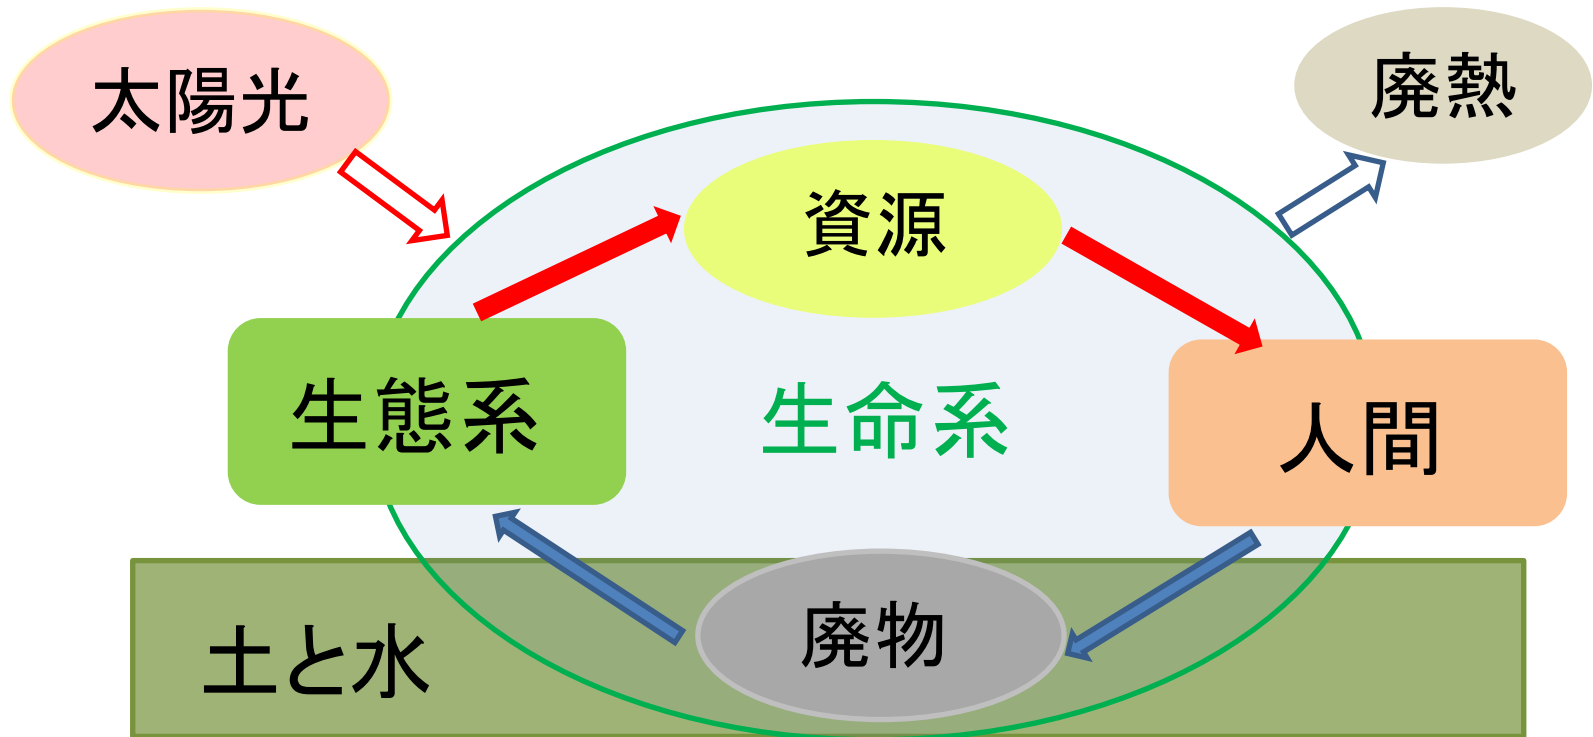 太陽光
廃熱
資源
生態系
生命系
人間
廃物
土と水